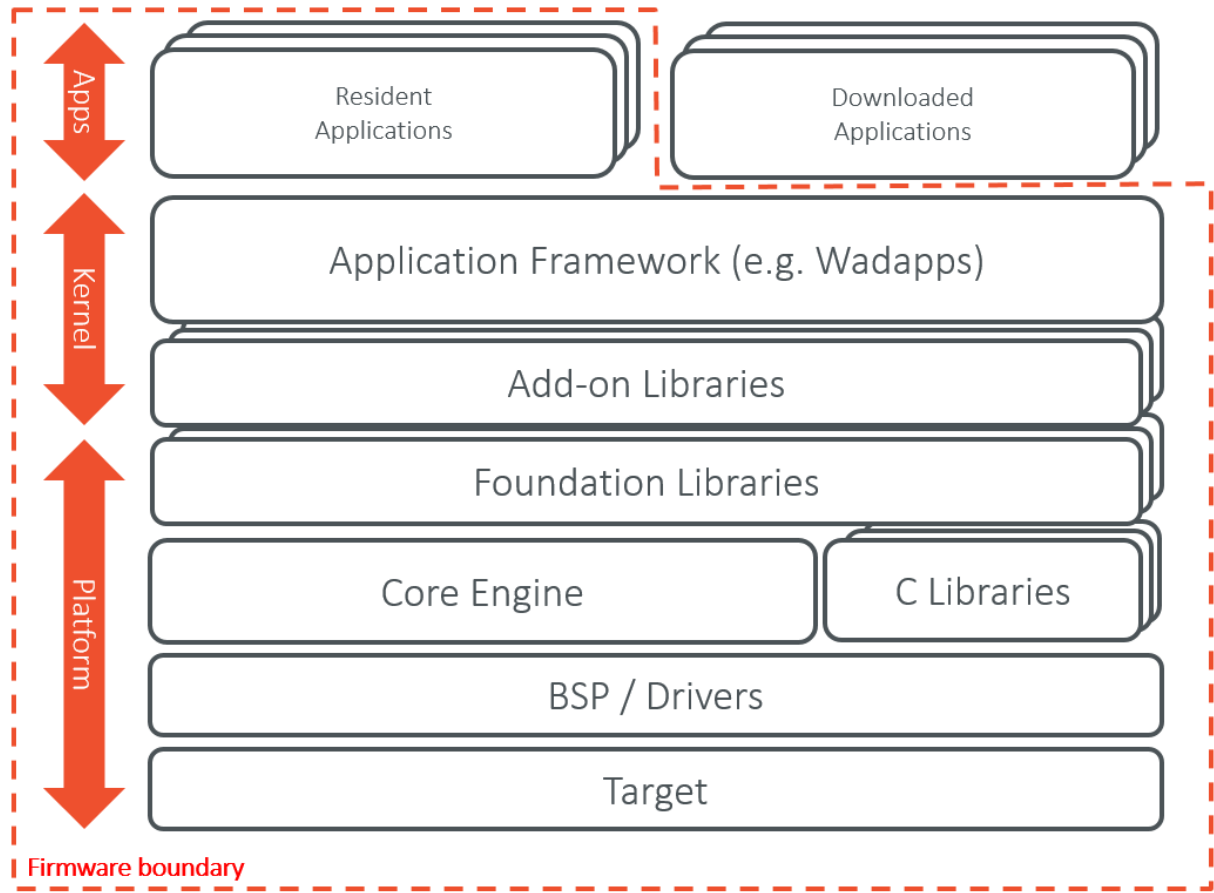 Apps
Resident
Applications
Downloaded
Applications
Kernel
Application Framework (e.g. Wadapps)
Add-on Libraries
Platform
Foundation Libraries
Core Engine
C Libraries
BSP / Drivers
Target
Firmware boundary